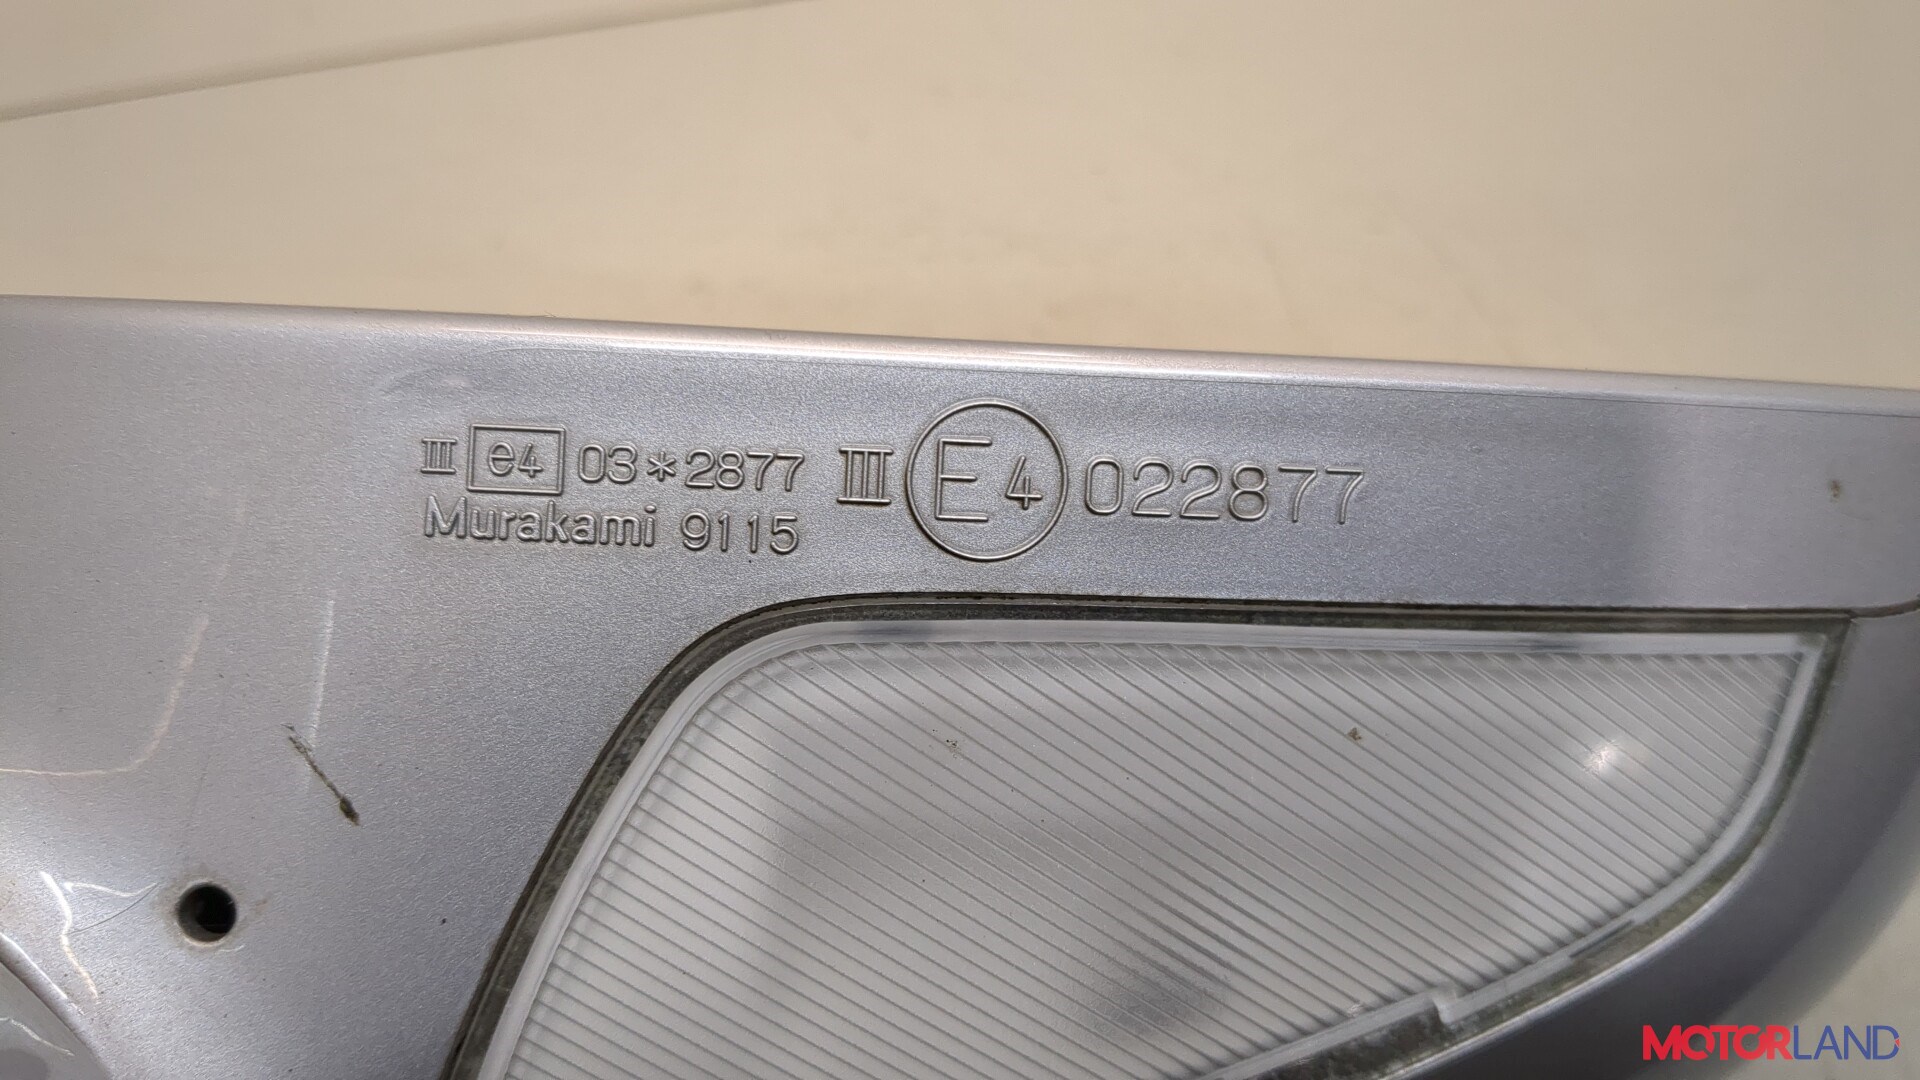 III e4 03*2877 III E4 022877
Murakami 9115
MOTORLAND